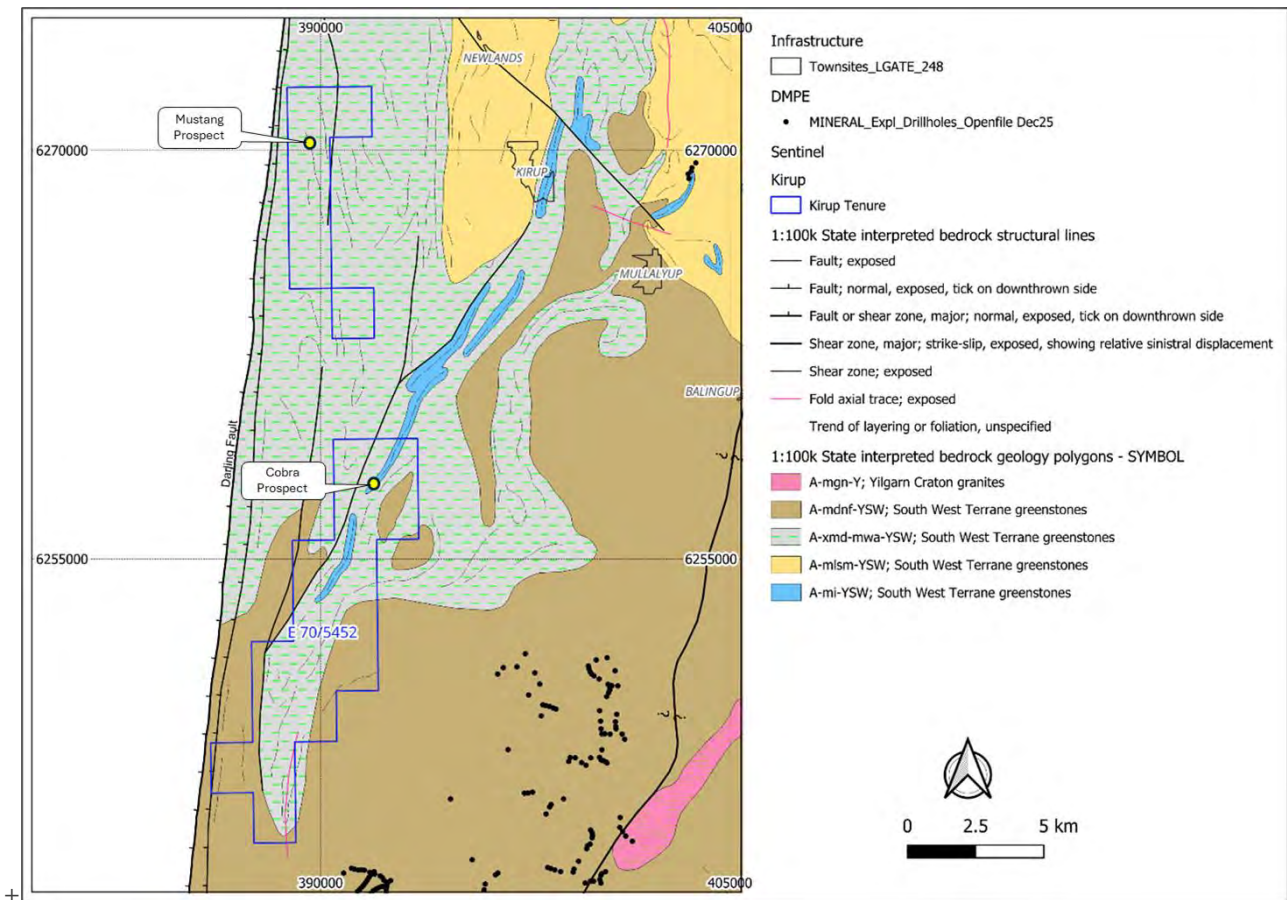 390000
405000
NEWLANDS
Mustang
Prospect
6270000
6270000
KIRUP
MULLALYUP
BALINGUP
Darling Fault
Cobra
Prospect
6255000
6255000
E 70/5452
? ?
? ?
390000
405000
Infrastructure
Townsites_LGATE_248
DMPE
MINERAL_Expl_Drillholes_Openfile Dec25
Sentinel
Kirup
Kirup Tenure
1:100k State interpreted bedrock structural lines
Fault; exposed
Fault; normal, exposed, tick on downthrown side
Fault or shear zone, major; normal, exposed, tick on downthrown side
Shear zone, major; strike-slip, exposed, showing relative sinistral displacement
Shear zone; exposed
Fold axial trace; exposed
Trend of layering or foliation, unspecified
1:100k State interpreted bedrock geology polygons - SYMBOL
A-mgn-Y; Yilgarn Craton granites
A-mdnf-YSW; South West Terrane greenstones
A-xmd-mwa-YSW; South West Terrane greenstones
A-mlsm-YSW; South West Terrane greenstones
A-mi-YSW; South West Terrane greenstones
0 2.5 5 km